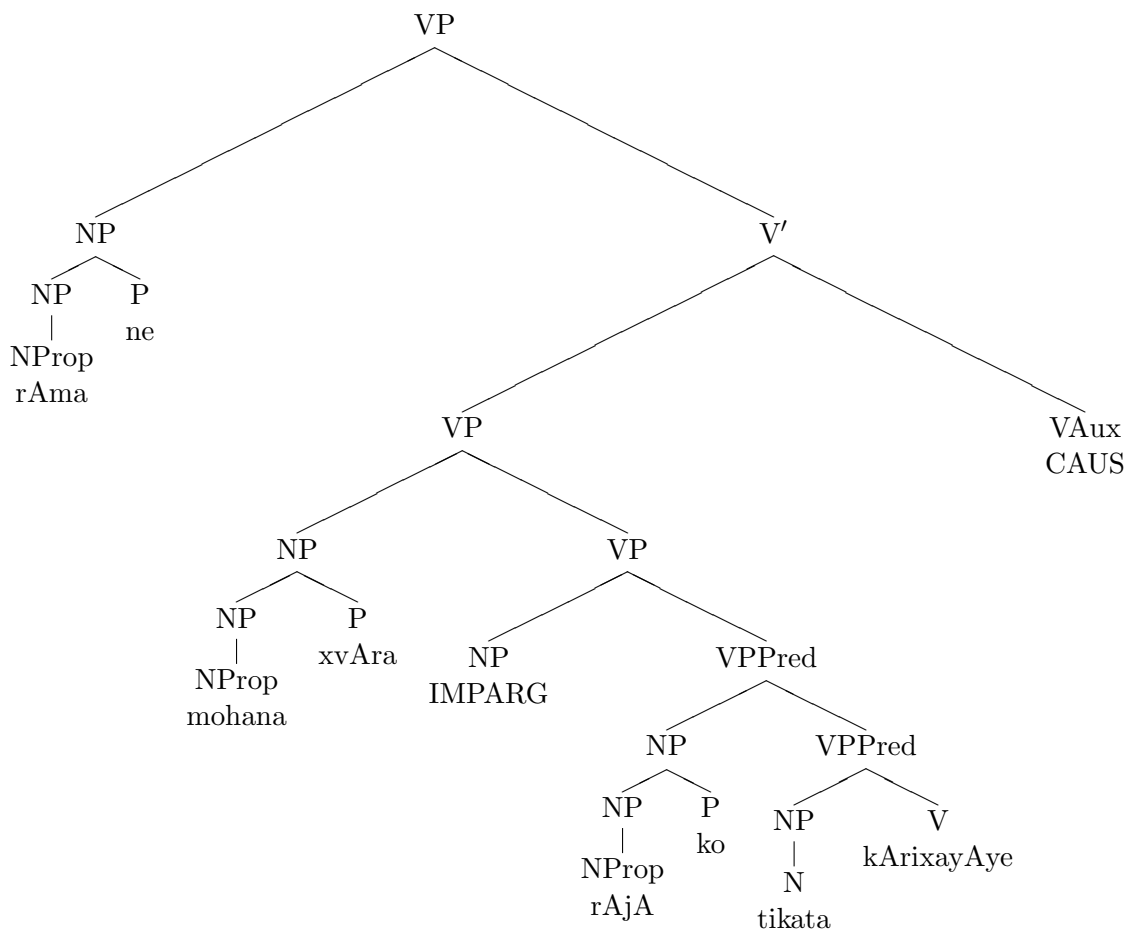 VP
NP V′
NP P
ne
NProp
rAma
VP VAux
CAUS
NP VP
NP P
xvAra
NProp
mohana
NP VPPred
IMPARG
NP VPPred
NP P
ko
NP V
kArixayAye
NProp
rAjA
N
tikata